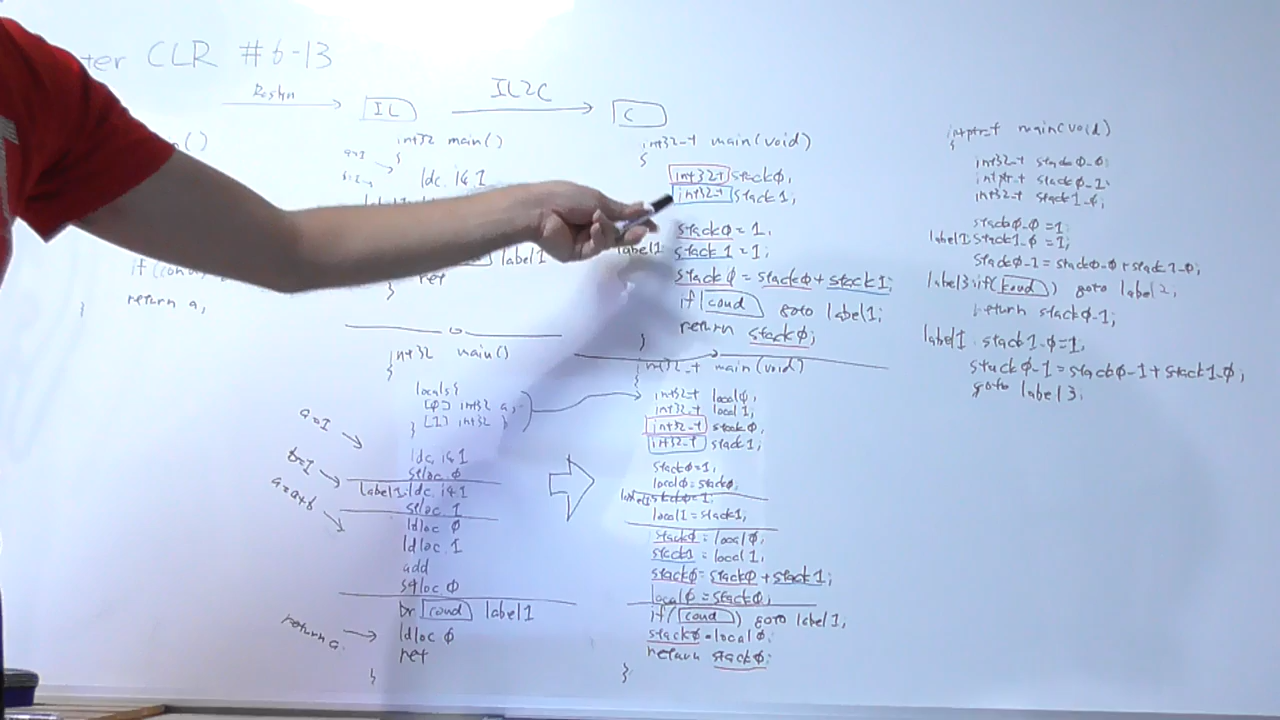 ter CLR #6-13
IL2C
IL
C
int32 main()
{
a=1
ldc.i4.1
label1
ret
}
if(cond
return a;
}
int32_t main(void)
{
int32_t stack0;
int32_t stack1;
stack0=1;
label1: stack1=1;
stack0=stack0+stack1;
if(cond) goto label1;
return stack0;
}
int32 main()
{
locals{
[0] int32 a,
[1] int32 b
}
a=1
ldc.i4.1
stloc.0
b=1
label1:ldc.i4.1
stloc.1
a=a+b
ldloc.0
ldloc.1
add
stloc.0
br cond label1
return a.
ldloc 0
ret
}
int32_t main(void)
{
int32_t local0;
int32_t local1;
int32_t stack0;
int32_t stack1;
stack0=1;
local0=stack0;
label1:stack0=1;
local1=stack1;
stack0=local0;
stack1=local1;
stack0=stack0+stack1;
local0=stack0;
if(cond) goto label1;
stack0=local0;
return stack0;
};
main(void)
{
int32_t stack0_0;
intptr_t stack0_1;
int32_t stack1_0;
stack0_0=1;
label1:stack1_0=1;
stack0_1=stack0_0+stack1_0;
label3:if(cond) goto label2;
return stack0_1;
label1: stack1_0=1;
stack0_1=stack0_1+stack1_0;
goto label3;